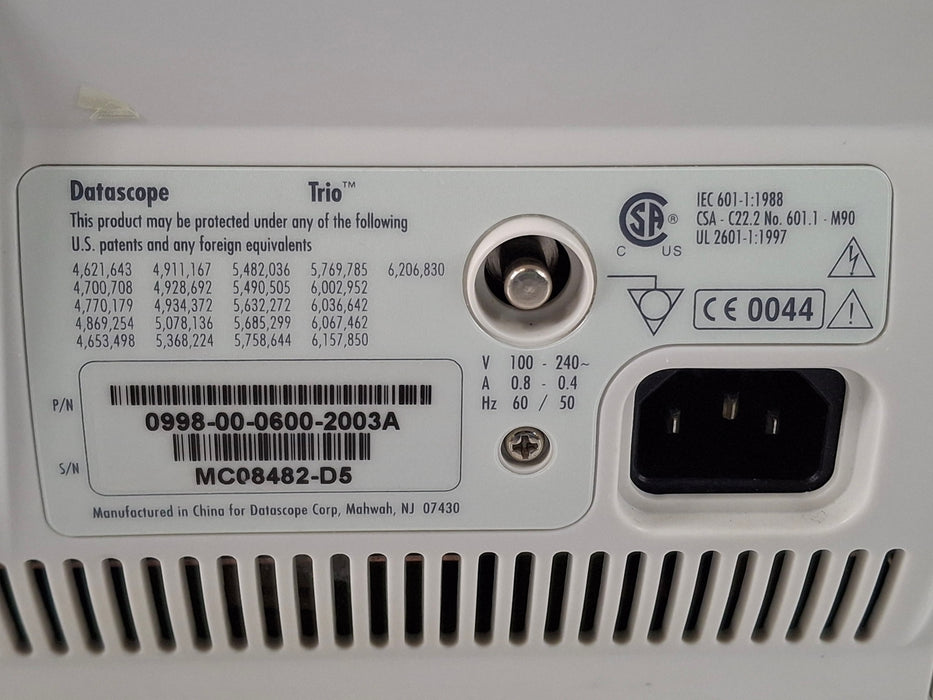 Datascope Trio™
This product may be protected under any of the following
U.S. patents and any foreign equivalents
4,621,643 4,911,167 5,482,036 5,769,785 6,206,830
4,700,708 4,928,692 5,490,505 6,002,952
4,770,179 4,934,372 5,632,272 6,036,642
4,869,254 5,078,136 5,685,299 6,067,462
4,653,498 5,368,224 5,758,644 6,157,850
CSA ®
C US
IEC 601-1:1988
CSA - C22.2 No. 601.1 - M90
UL 2601-1:1997
CE 0044
V 100 - 240~
A 0.8 - 0.4
Hz 60 / 50
P/N
0998-00-0600-2003A
S/N
MC08482-D5
Manufactured in China for Datascope Corp, Mahwah, NJ 07430